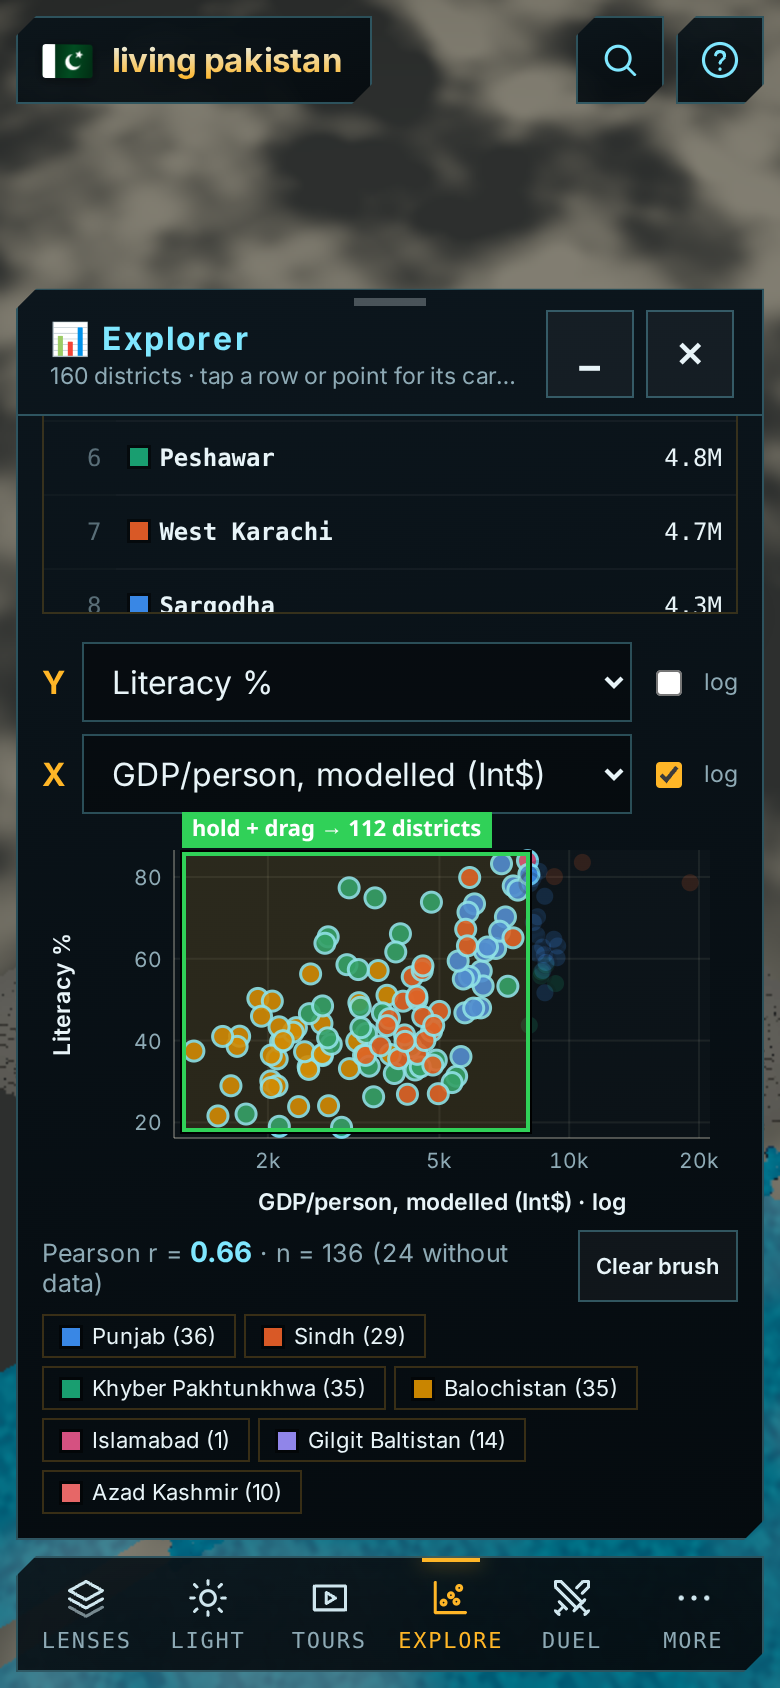 living pakistan
Explorer
160 districts · tap a row or point for its car...
6 Peshawar 4.8M
7 West Karachi 4.7M
8 Sargodha 4.3M
Y Literacy % log
X GDP/person, modelled (Int$) log
hold + drag → 112 districts
80
60
40
20
Literacy %
2k 5k 10k 20k
GDP/person, modelled (Int$) · log
Pearson r = 0.66 · n = 136 (24 without
data)
Clear brush
Punjab (36) Sindh (29)
Khyber Pakhtunkhwa (35) Balochistan (35)
Islamabad (1) Gilgit Baltistan (14)
Azad Kashmir (10)
LENSES LIGHT TOURS EXPLORE DUEL MORE